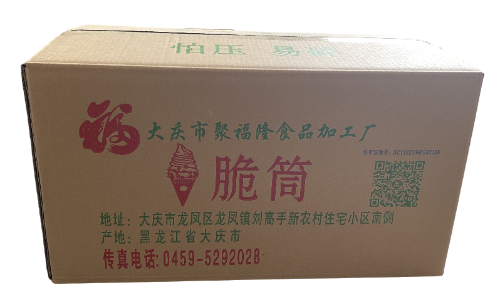 怕压 易碎
福 大庆市聚福隆食品加工厂
脆筒
地址：大庆市龙凤区龙凤镇刘高手新农村住宅小区南侧
产地：黑龙江省大庆市
传真电话：0459-5292028